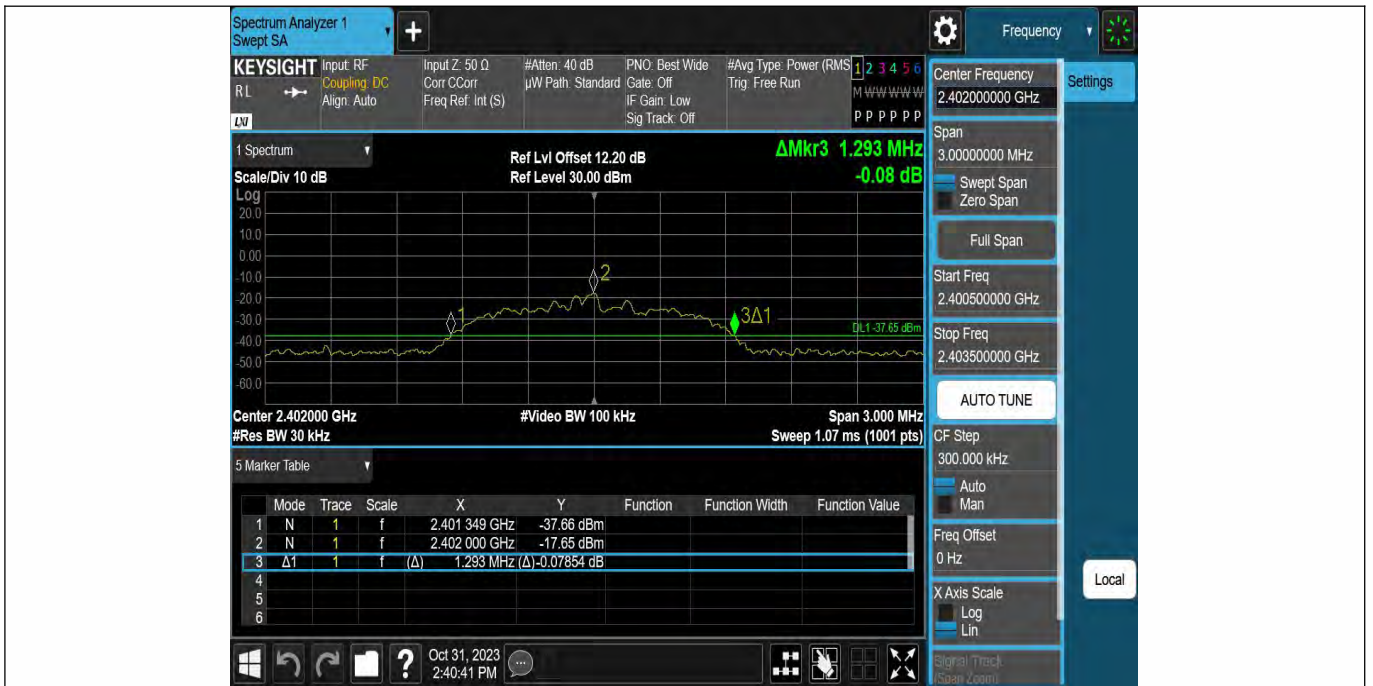 Spectrum Analyzer 1
Swept SA
+
Frequency
KEYSIGHT
RL
LXI
Input: RF
Coupling: DC
Align: Auto
Input Z: 50 Ω
Corr CCorr
Freq Ref: Int (S)
#Atten: 40 dB
µW Path: Standard
PNO: Best Wide
Gate: Off
IF Gain: Low
Sig Track: Off
#Avg Type: Power (RMS
Trig: Free Run
1 2 3 4 5 6
M W W W W W
P P P P P P
1 Spectrum
Scale/Div 10 dB
Ref Lvl Offset 12.20 dB
Ref Level 30.00 dBm
ΔMkr3 1.293 MHz
-0.08 dB
Log
20.0
10.0
0.00
-10.0
-20.0
-30.0
-40.0
-50.0
-60.0
1
2
3Δ1
DL1 -37.65 dBm
Center 2.402000 GHz
#Video BW 100 kHz
Span 3.000 MHz
#Res BW 30 kHz
Sweep 1.07 ms (1001 pts)
5 Marker Table
Mode Trace Scale X Y Function Function Width Function Value
1 N 1 f 2.401 349 GHz -37.66 dBm
2 N 1 f 2.402 000 GHz -17.65 dBm
3 Δ1 1 f (Δ) 1.293 MHz (Δ) -0.07854 dB
4
5
6
?
Oct 31, 2023
2:40:41 PM
Center Frequency
2.402000000 GHz
Settings
Span
3.00000000 MHz
Swept Span
Zero Span
Full Span
Start Freq
2.400500000 GHz
Stop Freq
2.403500000 GHz
AUTO TUNE
CF Step
300.000 kHz
Auto
Man
Freq Offset
0 Hz
X Axis Scale
Log
Lin
Signal Track
(Span Zoom)
Local